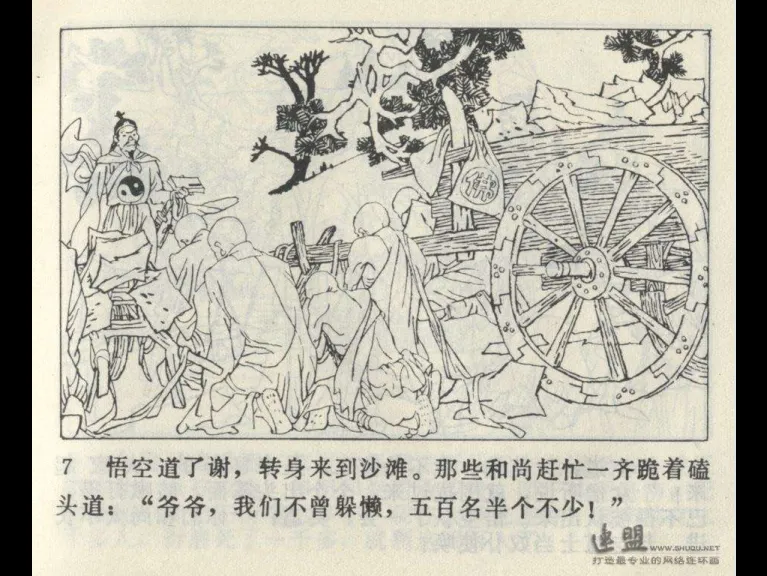 佛
7 悟空道了谢，转身来到沙滩。那些和尚赶忙一齐跪着磕
头道：“爷爷，我们不曾躲懒，五百名半个不少！”
连盟 WWW.SHUQU.NET
打造最专业的网络连环画